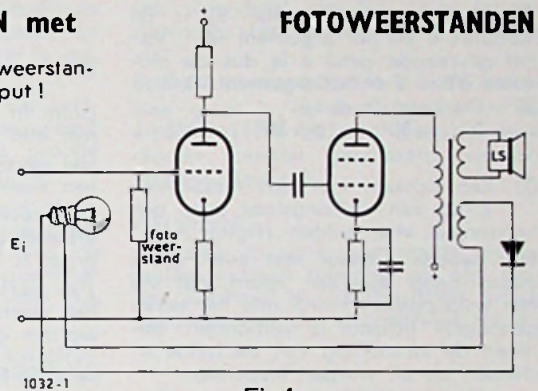 N met
FOTOWEERSTANDEN
weerstan-
put !
foto
weer-
stand
Ei
LS
+
+
1032-1